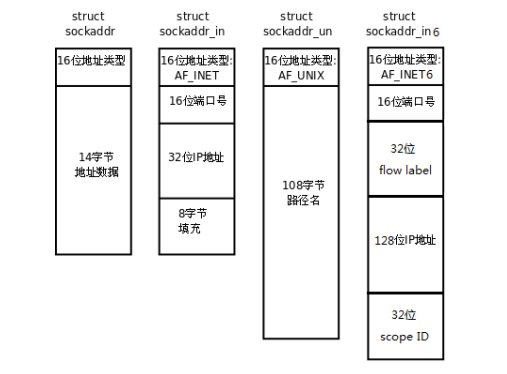 struct
sockaddr
16位地址类型
14字节
地址数据
struct
sockaddr_in
16位地址类型:
AF_INET
16位端口号
32位IP地址
8字节
填充
struct
sockaddr_un
16位地址类型:
AF_UNIX
108字节
路径名
struct
sockaddr_in6
16位地址类型:
AF_INET6
16位端口号
32位
flow label
128位IP地址
32位
scope ID